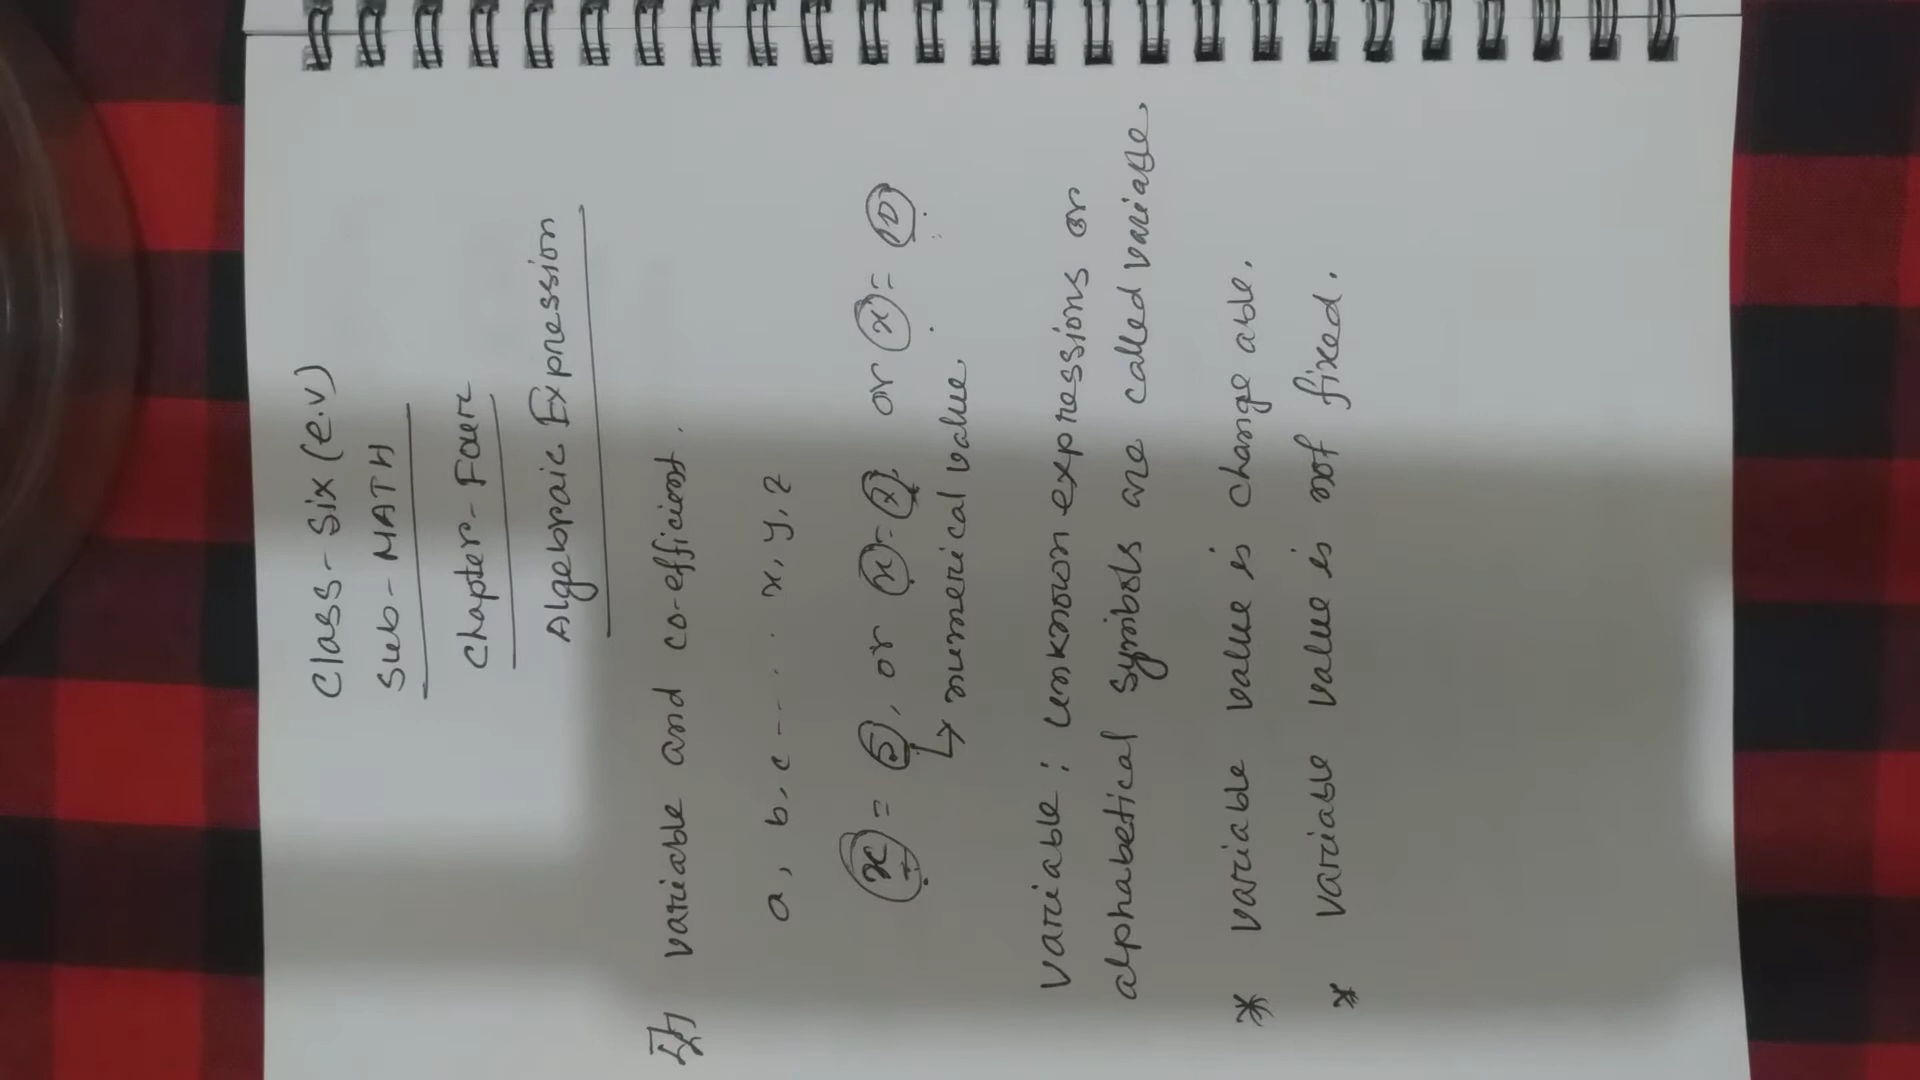 Class-Six (e.v)
Sub-MATH
Chapter-Four
Algebraic Expression
variable and co-efficient.
a, b, c ---- . . x, y, z
x = 5, or x = 2, or x = 10
↳ numerical value
variable : unknown expressions or
alphabetical symbols are called variable.
* variable value is change able.
* variable value is not fixed.